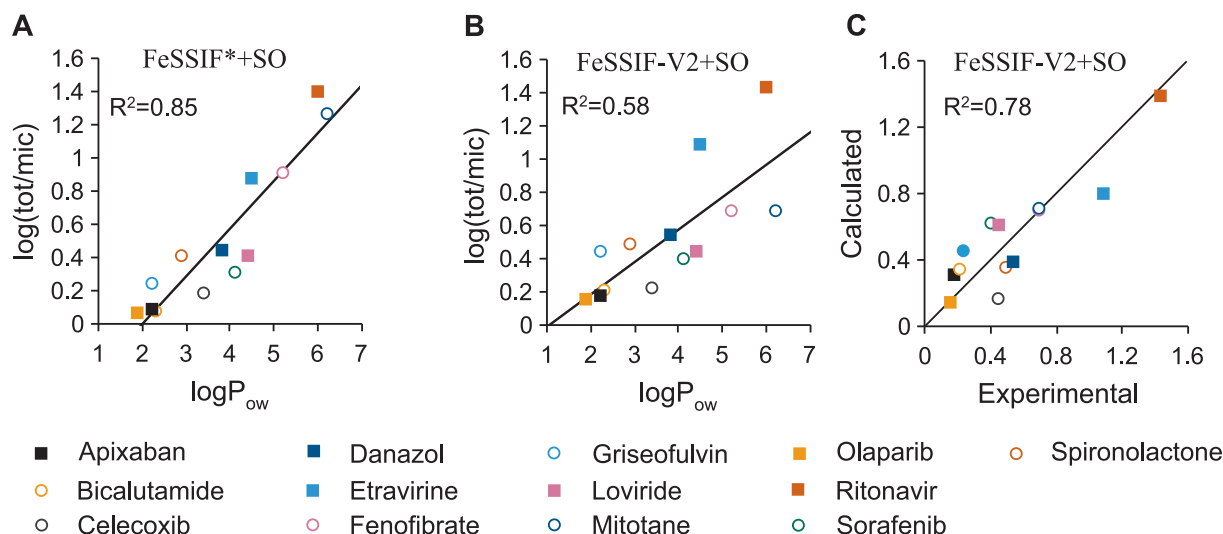 A
FeSSIF*+SO
R²=0.85
log(tot/mic)
1.6
1.4
1.2
1
0.8
0.6
0.4
0.2
0
1 2 3 4 5 6 7
logPow
B
FeSSIF-V2+SO
R²=0.58
log(tot/mic)
1.6
1.4
1.2
1
0.8
0.6
0.4
0.2
0
1 2 3 4 5 6 7
logPow
C
FeSSIF-V2+SO
R²=0.78
Calculated
1.6
1.2
0.8
0.4
0
0 0.4 0.8 1.2 1.6
Experimental
Apixaban Danazol Griseofulvin Olaparib Spironolactone
Bicalutamide Etravirine Loviride Ritonavir
Celecoxib Fenofibrate Mitotane Sorafenib